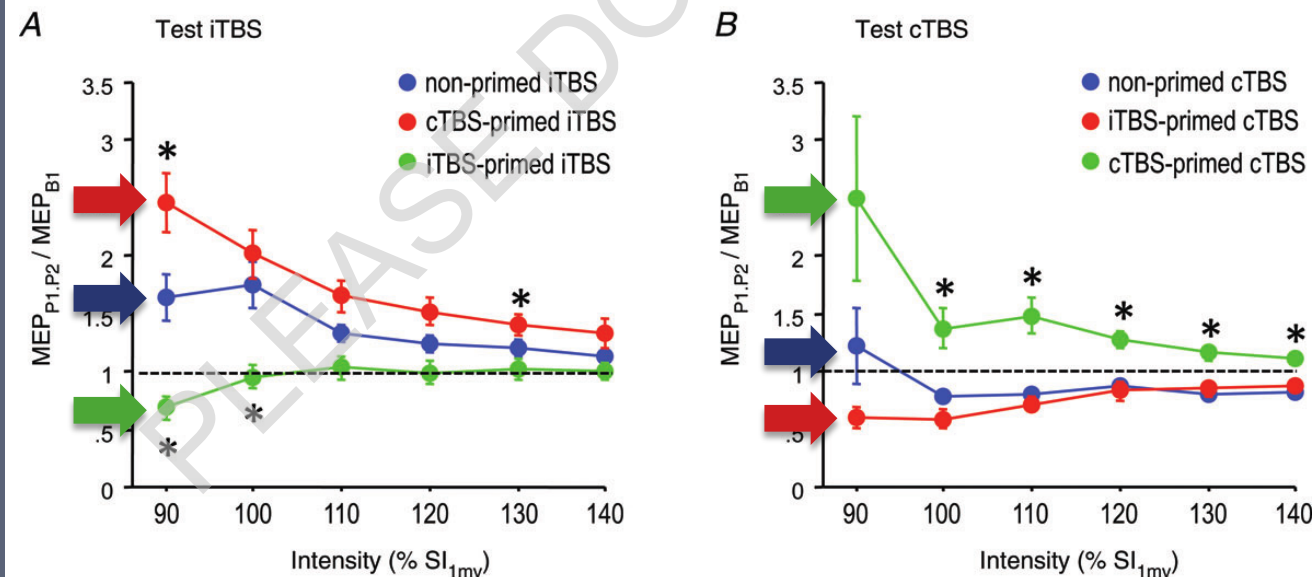 A Test iTBS
non-primed iTBS
cTBS-primed iTBS
iTBS-primed iTBS
3.5
3
2
1.5
1
.5
0
MEP P1.P2 / MEP B1
*
*
*
*
90 100 110 120 130 140
Intensity (% SI1mv)
B Test cTBS
non-primed cTBS
iTBS-primed cTBS
cTBS-primed cTBS
3.5
3
2
1
.5
0
MEP P1.P2 / MEP B1
* * * * *
90 100 110 120 130 140
Intensity (% SI1mv)
PLEASE DO